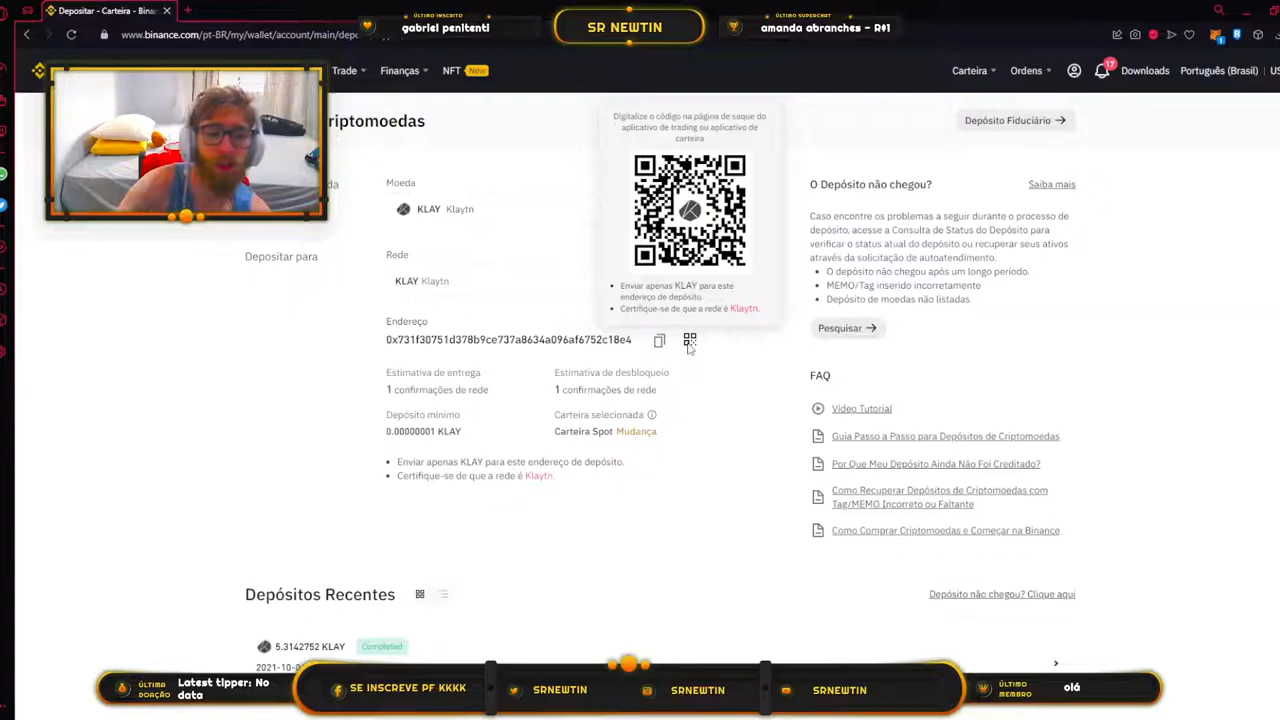 Depositar - Carteira - Binan
www.binance.com/pt-BR/my/wallet/account/main/depo
ÚLTIMO INSCRITO
gabriel penitenti
SR NEWTIN
ÚLTIMO SUPERCHAT
amanda abranches - R$1
1
Trade
Finanças
NFT
New
Carteira
Ordens
17
Downloads
Português (Brasil)
US
riptomoedas
Depósito Fiduciário
Digitalize o código na página de saque do
aplicativo de trading ou aplicativo de
carteira
Moeda
KLAY Klaytn
Depositar para
Rede
KLAY Klaytn
Enviar apenas KLAY para este
endereço de depósito.
Certifique-se de que a rede é Klaytn.
Endereço
0x731f30751d378b9ce737a8634a096af6752c18e4
Estimativa de entrega
1 confirmações de rede
Estimativa de desbloqueio
1 confirmações de rede
Depósito mínimo
0.00000001 KLAY
Carteira selecionada
Carteira Spot Mudança
Enviar apenas KLAY para este endereço de depósito.
Certifique-se de que a rede é Klaytn.
O Depósito não chegou?
Saiba mais
Caso encontre os problemas a seguir durante o processo de
depósito, acesse a Consulta de Status do Depósito para
verificar o status atual do depósito ou recuperar seus ativos
através da solicitação de autoatendimento.
O depósito não chegou após um longo período.
MEMO/Tag inserido incorretamente
Depósito de moedas não listadas
Pesquisar
FAQ
Vídeo Tutorial
Guia Passo a Passo para Depósitos de Criptomoedas
Por Que Meu Depósito Ainda Não Foi Creditado?
Como Recuperar Depósitos de Criptomoedas com
Tag/MEMO Incorreto ou Faltante
Como Comprar Criptomoedas e Começar na Binance
Depósitos Recentes
Depósito não chegou? Clique aqui
5.3142752 KLAY
Completed
2021-10-0
ÚLTIMA
DOAÇÃO
Latest tipper: No
data
SE INSCREVE PF KKKK
SRNEWTIN
SRNEWTIN
SRNEWTIN
ÚLTIMO
MEMBRO
olá